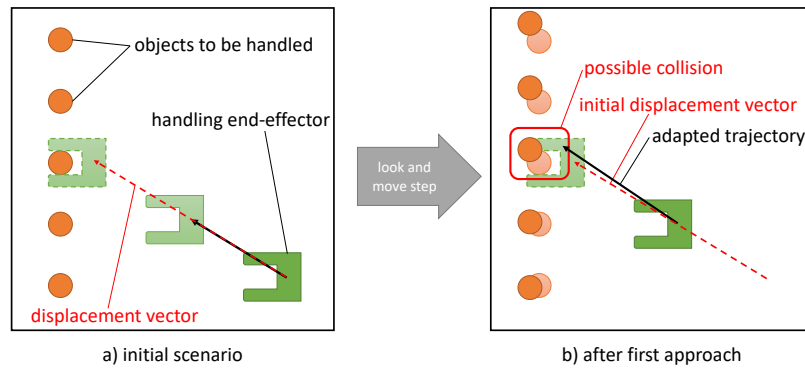 objects to be handled
handling end-effector
displacement vector
a) initial scenario
look and
move step
possible collision
initial displacement vector
adapted trajectory
b) after first approach